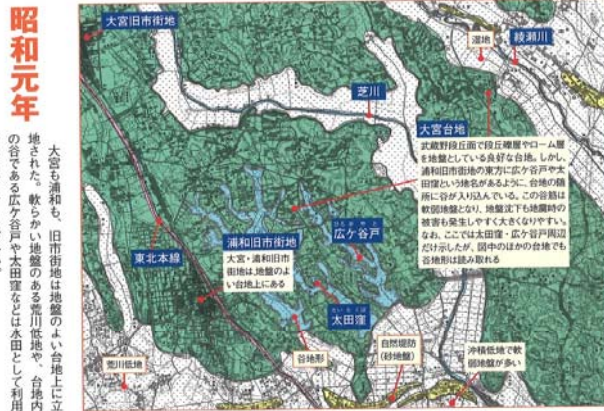 昭和元年
大宮も浦和も、旧市街地は地盤のよい台地上に立
地された。軟らかい地盤のある荒川低地や、台地内
の谷である広ケ谷戸や太田窪などは水田として利用
大宮旧市街地
湿地
綾瀬川
芝川
大宮台地
武蔵野段丘面で段丘礫層やローム層
を地盤としている良好な台地。しかし、
浦和旧市街地の東方に広ケ谷戸や太
田窪という地名があるように、台地の随
所に谷が入り込んでいる。この谷筋は
軟弱地盤となり、地盤沈下も地震時の
被害も発生しやすく大きくなりやすい。
なお、ここでは太田窪・広ケ谷戸周辺
だけ示したが、図中のほかの台地でも
谷地形は読み取れる
浦和旧市街地
大宮・浦和旧市
街地は、地盤のよ
い台地上にある
広ケ谷戸
東北本線
太田窪
谷地形
自然堤防
(砂地盤)
沖積低地で軟
弱地盤が多い
荒川低地